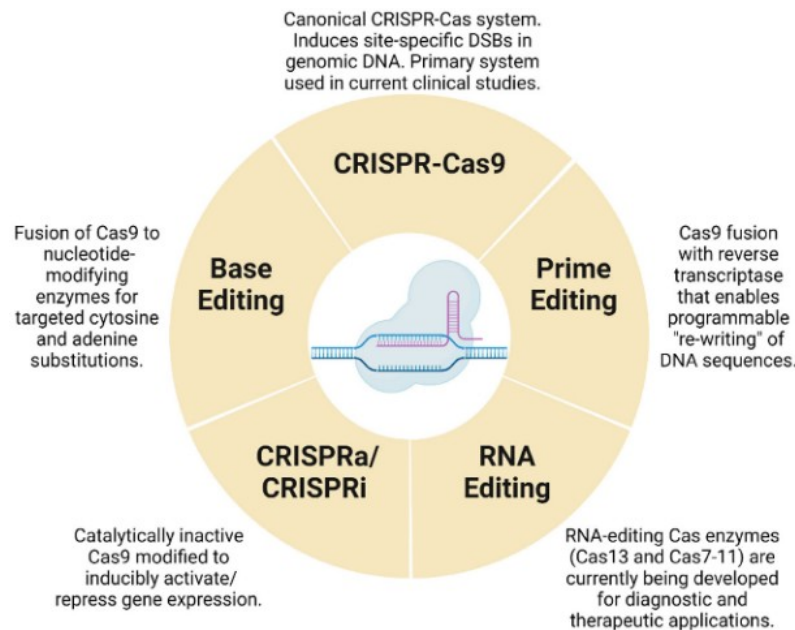 Canonical CRISPR-Cas system.
Induces site-specific DSBs in
genomic DNA. Primary system
used in current clinical studies.
CRISPR-Cas9
Fusion of Cas9 to
nucleotide-
modifying
enzymes for
targeted cytosine
and adenine
substitutions.
Base
Editing
Prime
Editing
Cas9 fusion
with reverse
transcriptase
that enables
programmable
"re-writing" of
DNA sequences.
CRISPRa/
CRISPRi
RNA
Editing
Catalytically inactive
Cas9 modified to
inducibly activate/
repress gene expression.
RNA-editing Cas enzymes
(Cas13 and Cas7-11) are
currently being developed
for diagnostic and
therapeutic applications.